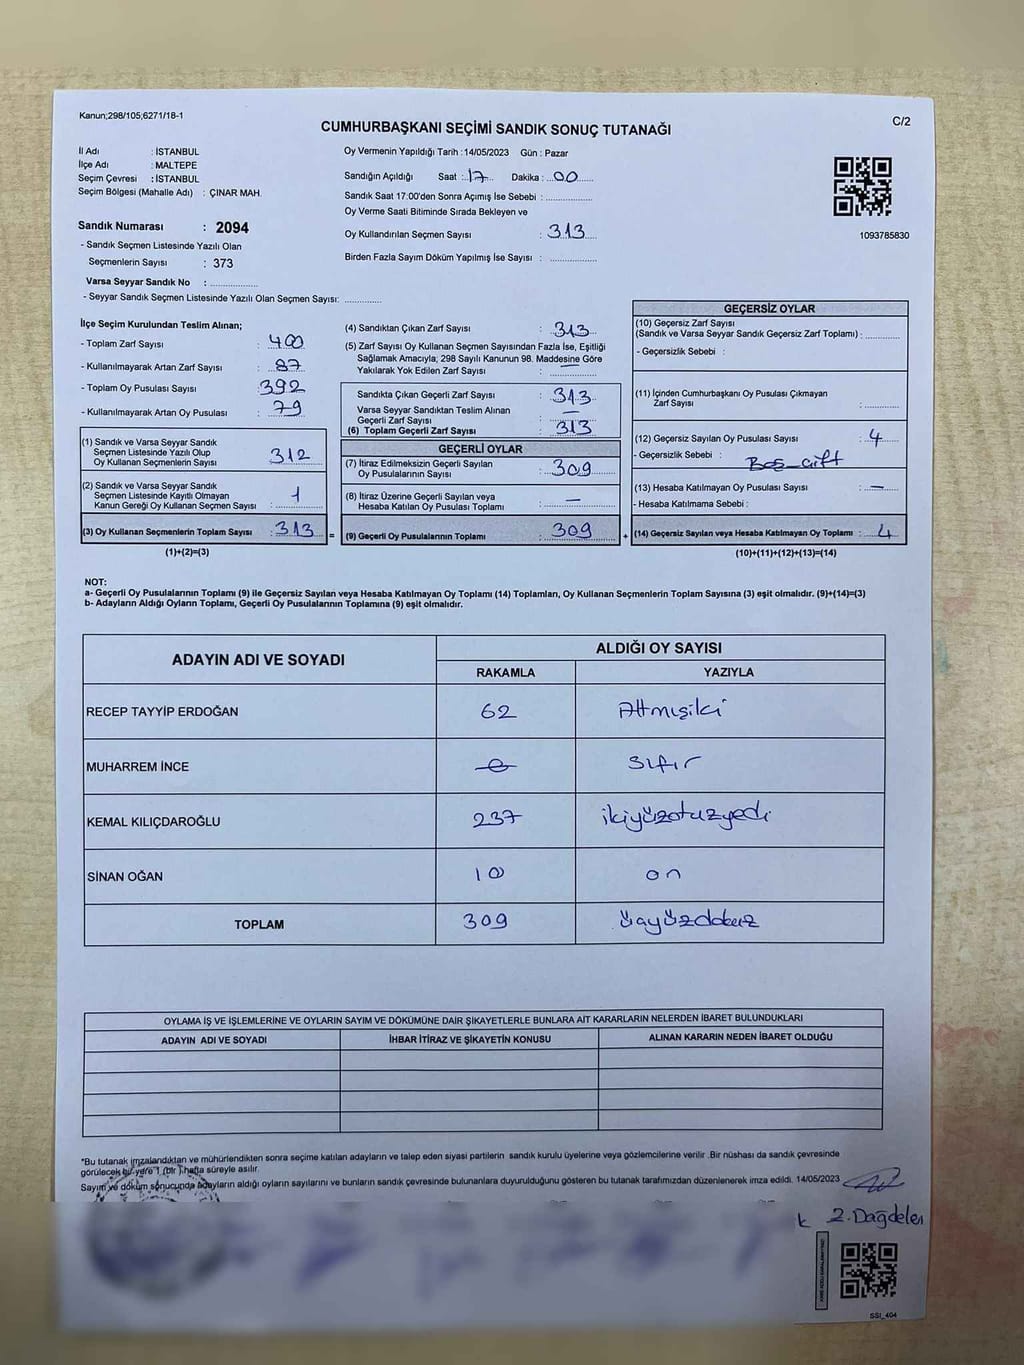 Kanun;298/105;6271/18-1
C/2
CUMHURBAŞKANI SEÇİMİ SANDIK SONUÇ TUTANAĞI
İl Adı : İSTANBUL
İlçe Adı : MALTEPE
Seçim Çevresi : İSTANBUL
Seçim Bölgesi (Mahalle Adı) : ÇINAR MAH.
Oy Vermenin Yapıldığı Tarih : 14/05/2023 Gün : Pazar
Sandığın Açıldığı Saat : 17 Dakika : 00
Sandık Saat 17:00'den Sonra Açımış İse Sebebi :
Oy Verme Saati Bitiminde Sırada Bekleyen ve
Oy Kullandırılan Seçmen Sayısı : 313
Birden Fazla Sayım Döküm Yapılmış İse Sayısı :
1093785830
Sandık Numarası : 2094
- Sandık Seçmen Listesinde Yazılı Olan
Seçmenlerin Sayısı : 373
Varsa Seyyar Sandık No :
- Seyyar Sandık Seçmen Listesinde Yazılı Olan Seçmen Sayısı:
İlçe Seçim Kurulundan Teslim Alınan;
- Toplam Zarf Sayısı : 400
- Kullanılmayarak Artan Zarf Sayısı : 87
- Toplam Oy Pusulası Sayısı : 392
- Kullanılmayarak Artan Oy Pusulası : 79
(1) Sandık ve Varsa Seyyar Sandık
Seçmen Listesinde Yazılı Olup
Oy Kullanan Seçmenlerin Sayısı : 312
(2) Sandık ve Varsa Seyyar Sandık
Seçmen Listesinde Kayıtlı Olmayan
Kanun Gereği Oy Kullanan Seçmen Sayısı : 1
(3) Oy Kullanan Seçmenlerin Toplam Sayısı : 313
(1)+(2)=(3)
(4) Sandıktan Çıkan Zarf Sayısı : 313
(5) Zarf Sayısı Oy Kullanan Seçmen Sayısından Fazla İse, Eşitliği
Sağlamak Amacıyla; 298 Sayılı Kanunun 98. Maddesine Göre
Yakılarak Yok Edilen Zarf Sayısı : —
Sandıkta Çıkan Geçerli Zarf Sayısı : 313
Varsa Seyyar Sandıktan Teslim Alınan
Geçerli Zarf Sayısı : —
(6) Toplam Geçerli Zarf Sayısı : 313
GEÇERLİ OYLAR
(7) İtiraz Edilmeksizin Geçerli Sayılan
Oy Pusulalarının Sayısı : 309
(8) İtiraz Üzerine Geçerli Sayılan veya
Hesaba Katılan Oy Pusulası Toplamı : —
(9) Geçerli Oy Pusulalarının Toplamı : 309
GEÇERSİZ OYLAR
(10) Geçersiz Zarf Sayısı
(Sandık ve Varsa Seyyar Sandık Geçersiz Zarf Toplamı) :
- Geçersizlik Sebebi :
(11) İçinden Cumhurbaşkanı Oy Pusulası Çıkmayan
Zarf Sayısı :
(12) Geçersiz Sayılan Oy Pusulası Sayısı : 4
- Geçersizlik Sebebi : Boş_çift
(13) Hesaba Katılmayan Oy Pusulası Sayısı : —
- Hesaba Katılmama Sebebi :
(14) Geçersiz Sayılan veya Hesaba Katılmayan Oy Toplamı : 4
(10)+(11)+(12)+(13)=(14)
NOT:
a- Geçerli Oy Pusulalarının Toplamı (9) ile Geçersiz Sayılan veya Hesaba Katılmayan Oy Toplamı (14) Toplamları, Oy Kullanan Seçmenlerin Toplam Sayısına (3) eşit olmalıdır. (9)+(14)=(3)
b- Adayların Aldığı Oyların Toplamı, Geçerli Oy Pusulalarının Toplamına (9) eşit olmalıdır.
ADAYIN ADI VE SOYADI
ALDIĞI OY SAYISI
RAKAMLA YAZIYLA
RECEP TAYYİP ERDOĞAN 62 Altmışiki
MUHARREM İNCE 0 Sıfır
KEMAL KILIÇDAROĞLU 237 ikiyüzotuzyedi
SİNAN OĞAN 10 on
TOPLAM 309 üçyüzdokuz
OYLAMA İŞ VE İŞLEMLERİNE VE OYLARIN SAYIM VE DÖKÜMÜNE DAİR ŞİKAYETLERLE BUNLARA AİT KARARLARIN NELERDEN İBARET BULUNDUKLARI
ADAYIN ADI VE SOYADI İHBAR İTİRAZ VE ŞİKAYETİN KONUSU ALINAN KARARIN NEDEN İBARET OLDUĞU
*Bu tutanak imzalandıktan ve mühürlendikten sonra seçime katılan adayların ve talep eden siyasi partilerin sandık kurulu üyelerine veya gözlemcilerine verilir .Bir nüshası da sandık çevresinde
görülecek bir yere 1 (bir ) hafta süreyle asılır.
Sayım ve döküm sonucunda adayların aldığı oyların sayılarını ve bunların sandık çevresinde bulunanlara duyurulduğunu gösteren bu tutanak tarafımızdan düzenlenerek imza edildi. 14/05/2023
k 2.Dağdelen
SSI_404